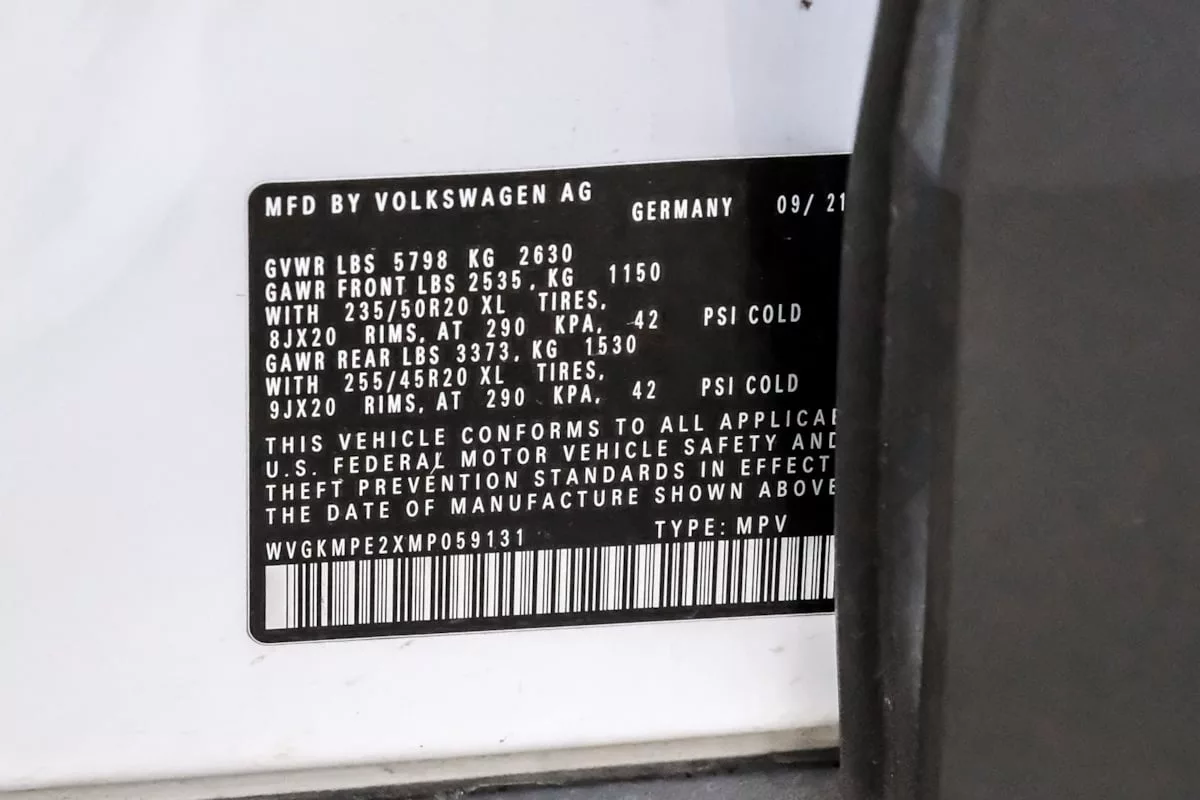 MFD BY VOLKSWAGEN AG GERMANY 09/ 21
GVWR LBS 5798 KG 2630
GAWR FRONT LBS 2535, KG 1150
WITH 235/50R20 XL TIRES,
8JX20 RIMS, AT 290 KPA, 42 PSI COLD
GAWR REAR LBS 3373, KG 1530
WITH 255/45R20 XL TIRES,
9JX20 RIMS, AT 290 KPA, 42 PSI COLD
THIS VEHICLE CONFORMS TO ALL
U.S. FEDERAL MOTOR VEHICLE SAFETY AND
THEFT PREVENTION STANDARDS IN EFFECT
THE DATE OF MANUFACTURE SHOWN ABOVE
WVGKMPE2XMP059131 TYPE: MPV